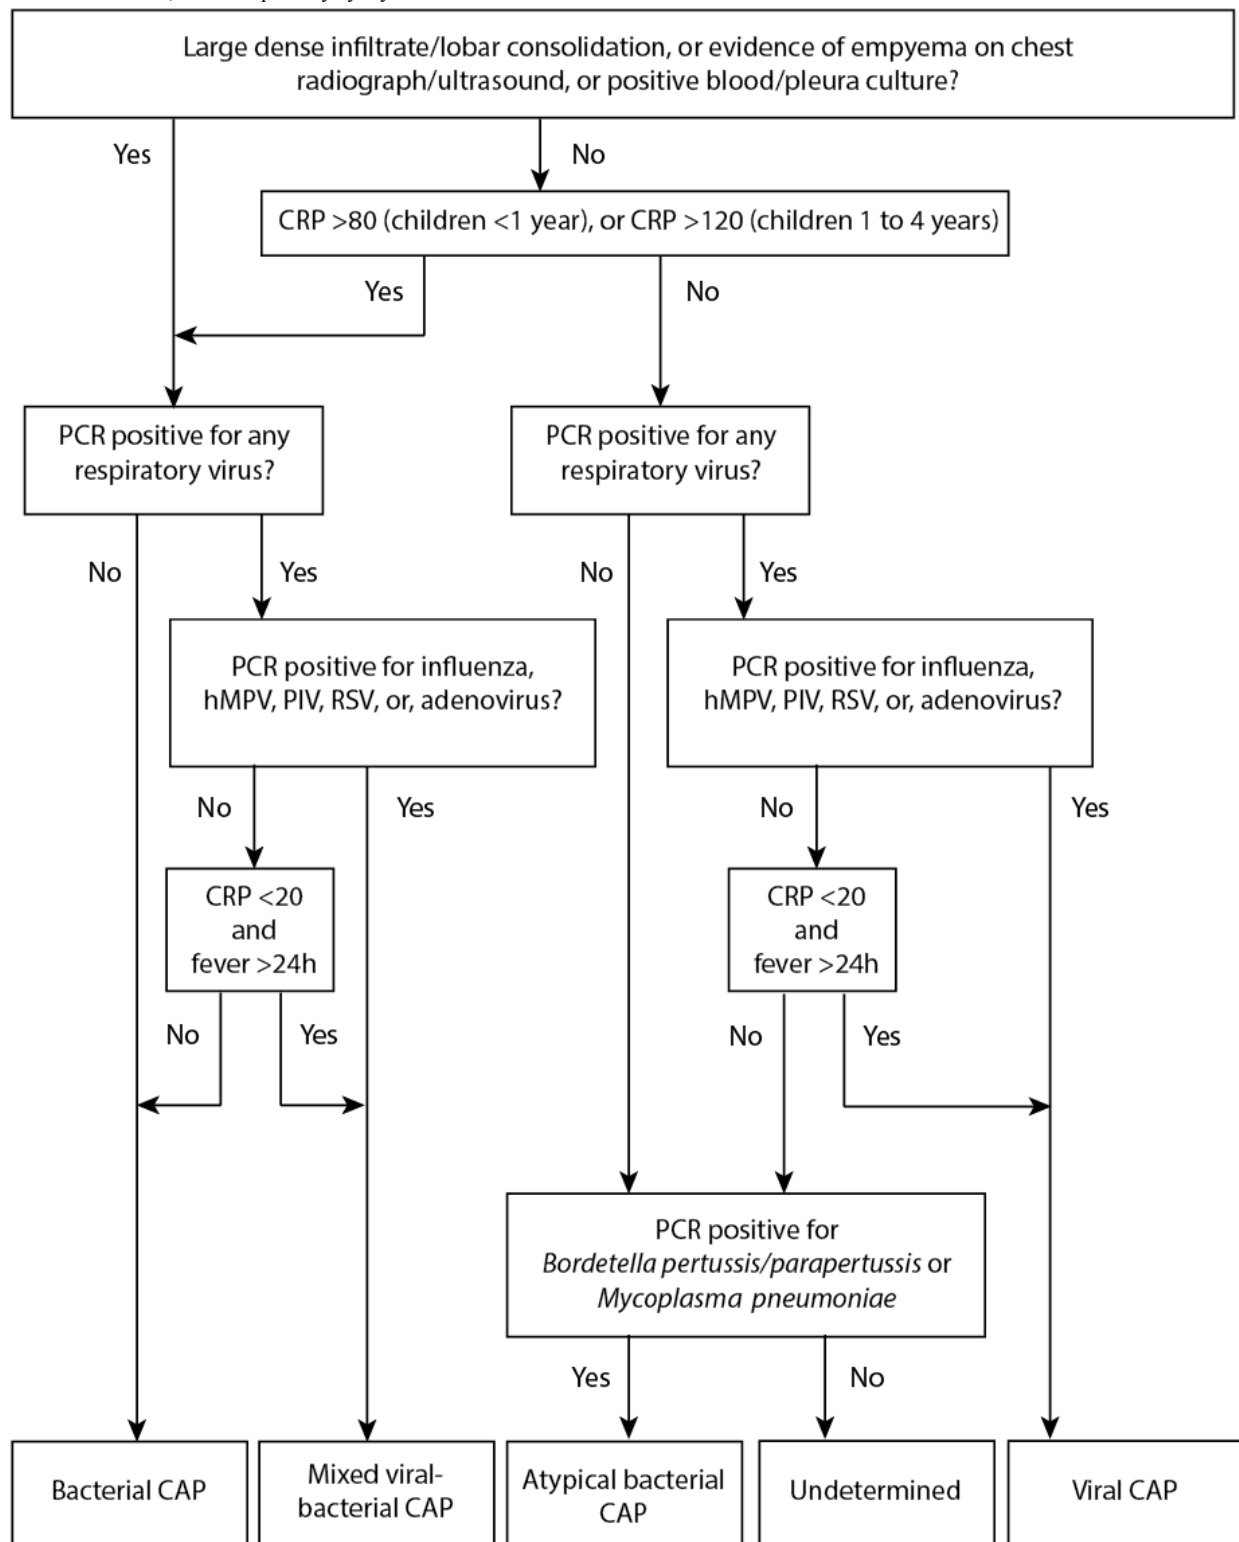 Large dense infiltrate/lobar consolidation, or evidence of empyema on chest
radiograph/ultrasound, or positive blood/pleura culture?
Yes
No
CRP >80 (children <1 year), or CRP >120 (children 1 to 4 years)
Yes
No
PCR positive for any
respiratory virus?
PCR positive for any
respiratory virus?
No
Yes
No
Yes
PCR positive for influenza,
hMPV, PIV, RSV, or, adenovirus?
PCR positive for influenza,
hMPV, PIV, RSV, or, adenovirus?
No
Yes
No
Yes
CRP <20
and
fever >24h
CRP <20
and
fever >24h
No
Yes
No
Yes
PCR positive for
Bordetella pertussis/parapertussis or
Mycoplasma pneumoniae
Yes
No
Bacterial CAP
Mixed viral-
bacterial CAP
Atypical bacterial
CAP
Undetermined
Viral CAP